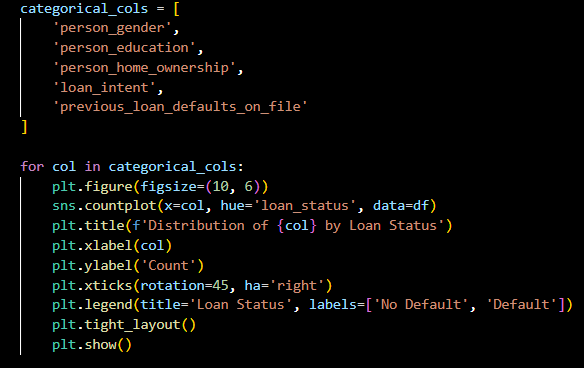 categorical_cols = [
    'person_gender',
    'person_education',
    'person_home_ownership',
    'loan_intent',
    'previous_loan_defaults_on_file'
]

for col in categorical_cols:
    plt.figure(figsize=(10, 6))
    sns.countplot(x=col, hue='loan_status', data=df)
    plt.title(f'Distribution of {col} by Loan Status')
    plt.xlabel(col)
    plt.ylabel('Count')
    plt.xticks(rotation=45, ha='right')
    plt.legend(title='Loan Status', labels=['No Default', 'Default'])
    plt.tight_layout()
    plt.show()